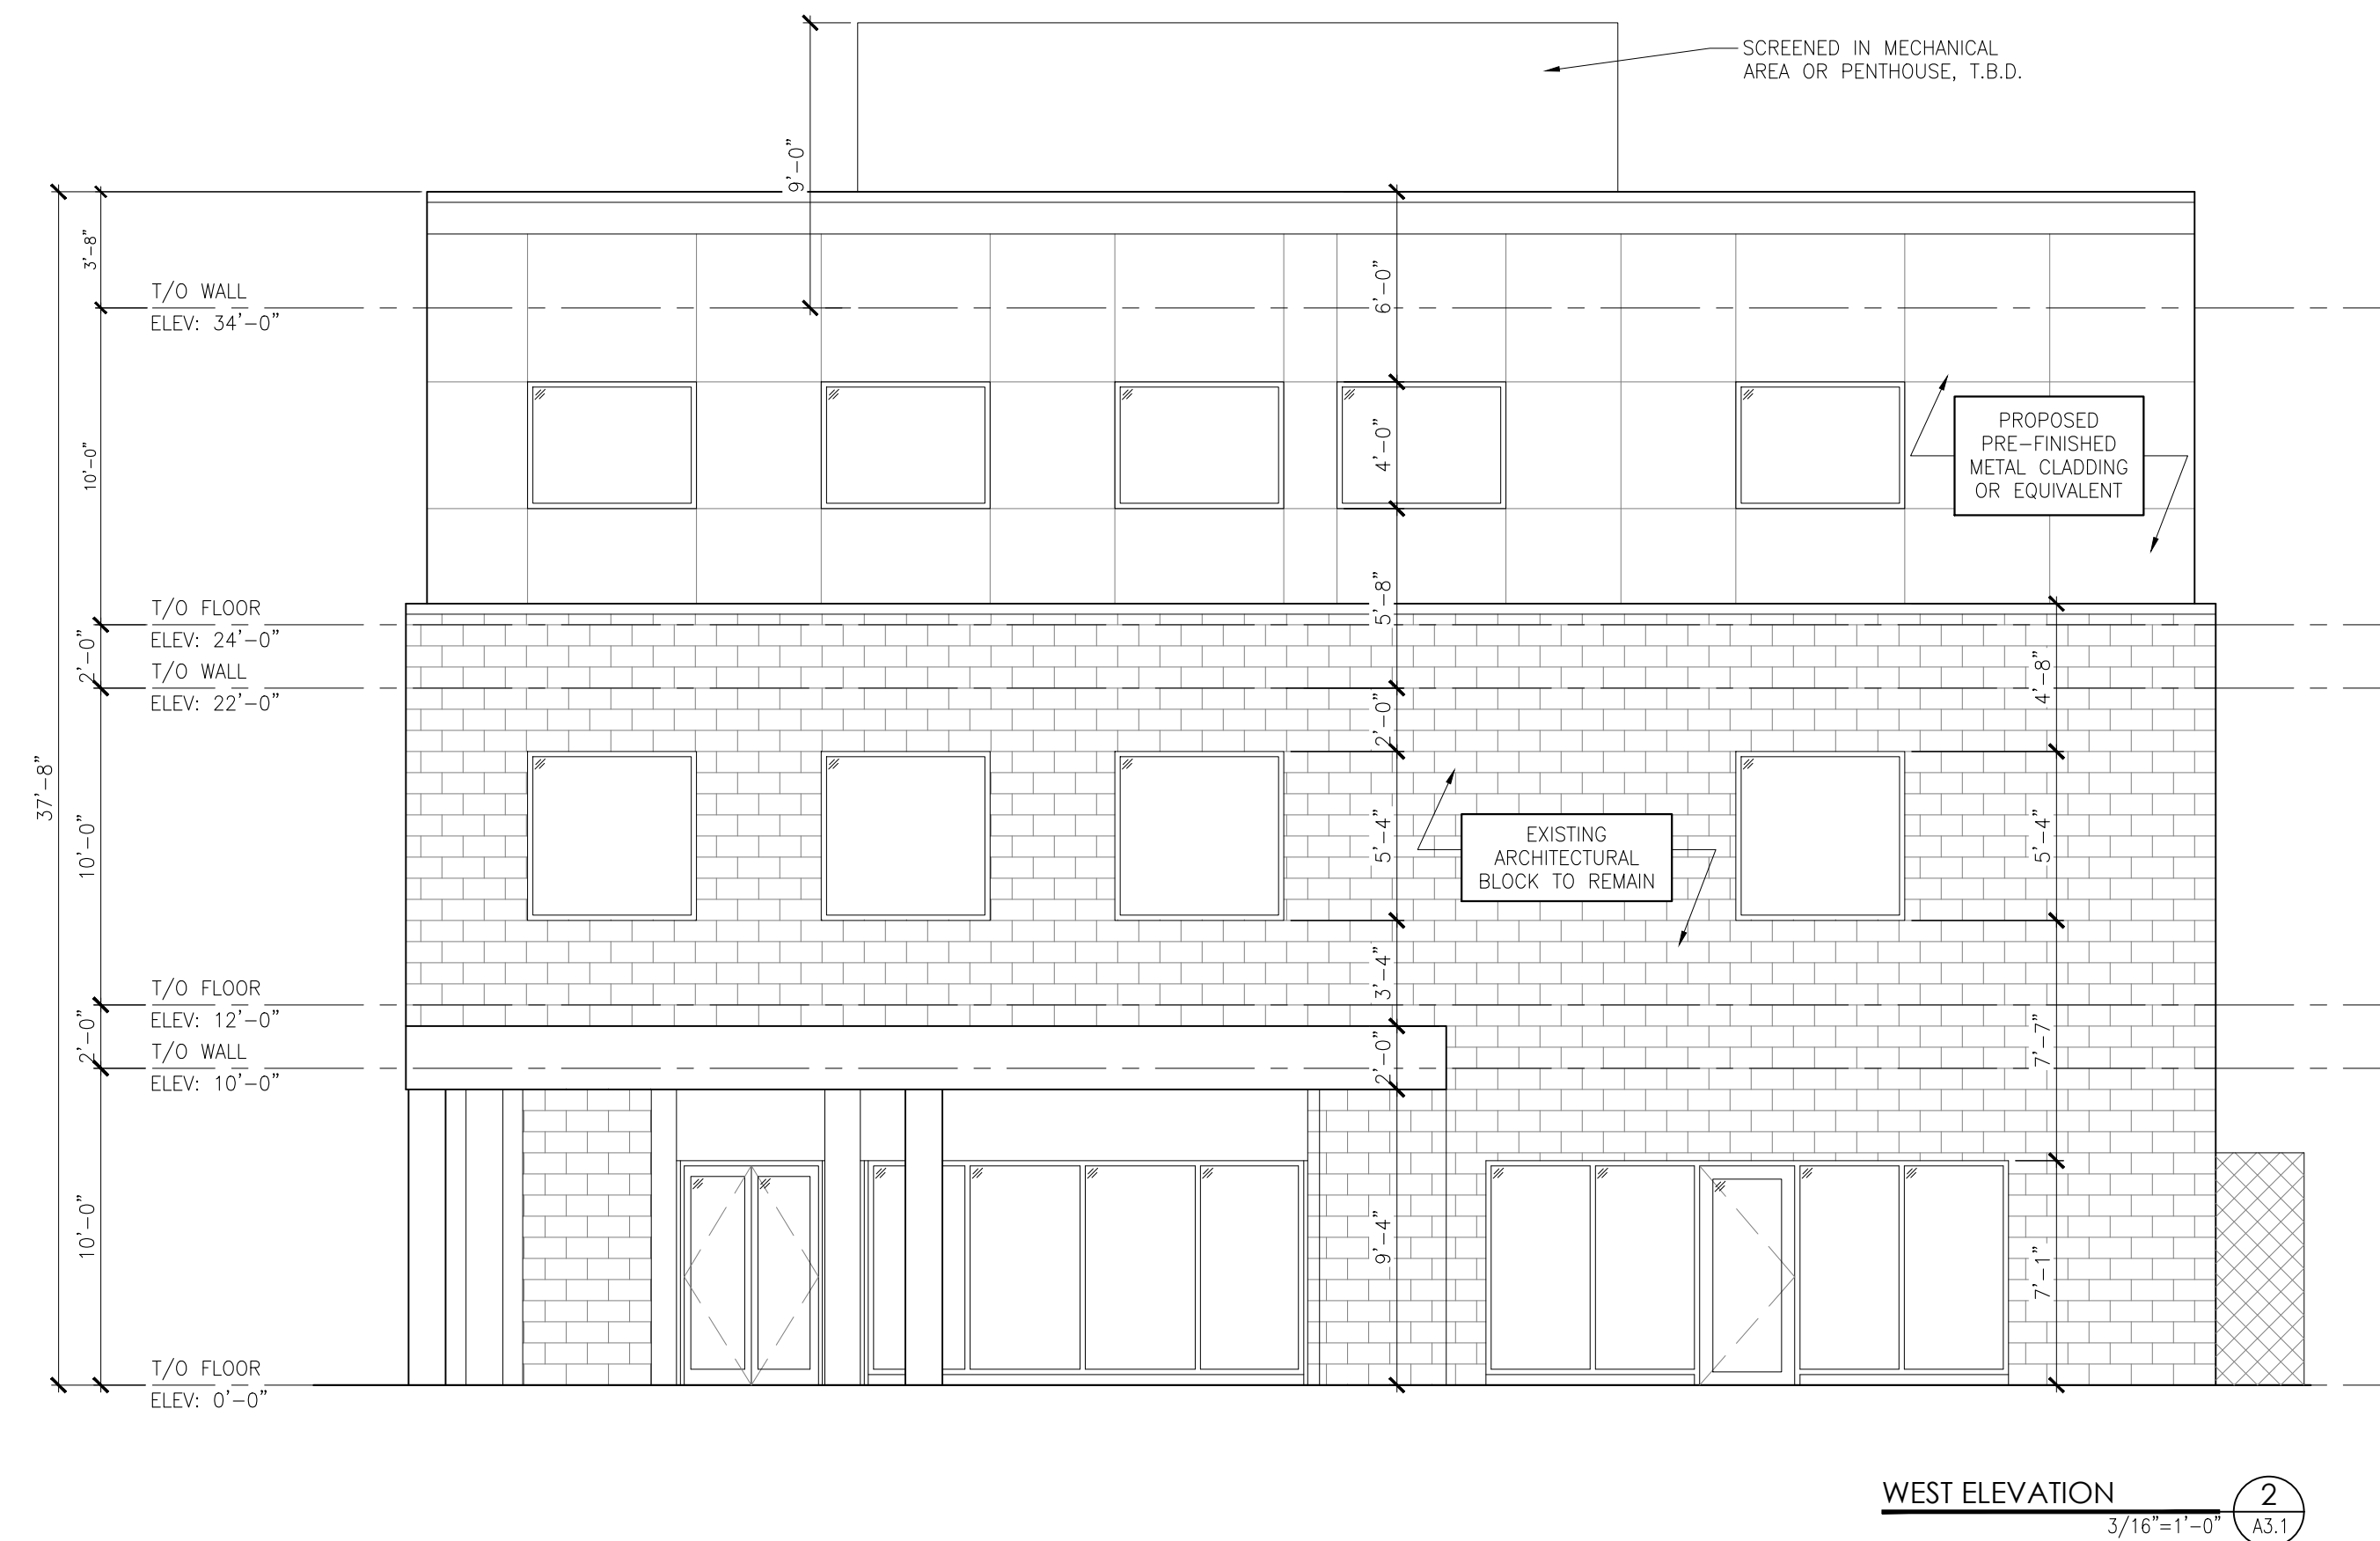 SCREENED IN MECHANICAL
AREA OR PENTHOUSE, T.B.D.
9'-0"
3'-8"
T/O WALL
ELEV: 34'-0"
6'-0"
10'-0"
4'-0"
PROPOSED
PRE-FINISHED
METAL CLADDING
OR EQUIVALENT
5'-8"
T/O FLOOR
ELEV: 24'-0"
2'-0"
T/O WALL
ELEV: 22'-0"
4'-8"
2'-0"
37'-8"
10'-0"
5'-4"
EXISTING
ARCHITECTURAL
BLOCK TO REMAIN
5'-4"
3'-4"
T/O FLOOR
ELEV: 12'-0"
2'-0"
T/O WALL
ELEV: 10'-0"
2'-0"
7'-7"
10'-0"
9'-4"
7'-1"
T/O FLOOR
ELEV: 0'-0"
WEST ELEVATION
2
3/16"=1'-0"
A3.1